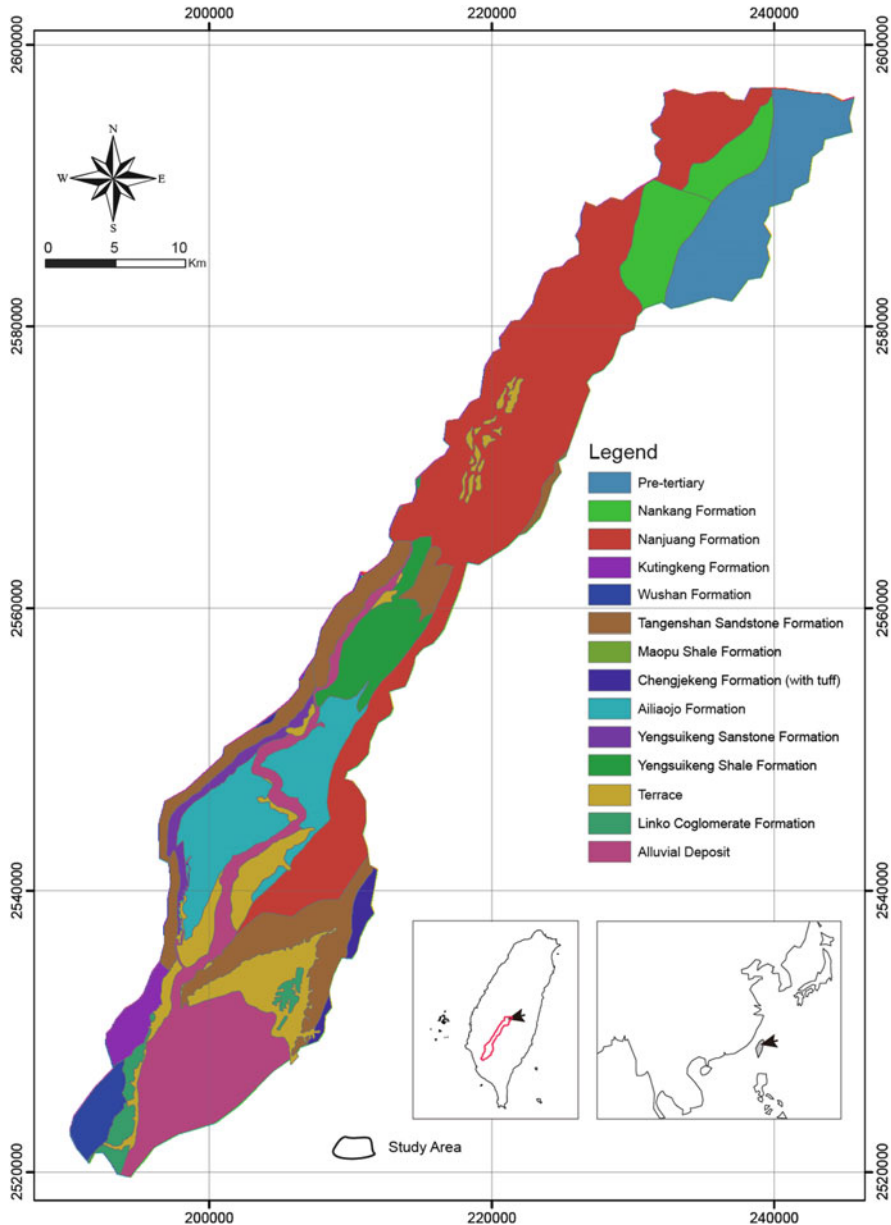 200000 220000 240000
2600000 2600000
N
W E
S
0 5 10
Km
2580000 2580000
Legend
Pre-tertiary
Nankang Formation
Nanjuang Formation
Kutingkeng Formation
Wushan Formation
Tangenshan Sandstone Formation
Maopu Shale Formation
Chengjekeng Formation (with tuff)
Ailiaojo Formation
Yengsuikeng Sanstone Formation
Yengsuikeng Shale Formation
Terrace
Linko Coglomerate Formation
Alluvial Deposit
2560000 2560000
2540000 2540000
Study Area
2520000 2520000
200000 220000 240000